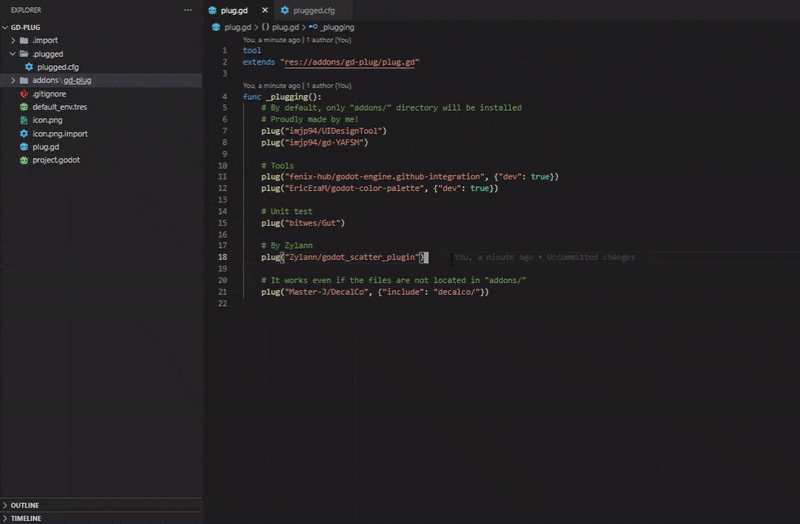 EXPLORER
GD-PLUG
.import
.plugged
plugged.cfg
addons \ gd-plug
.gitignore
default_env.tres
icon.png
icon.png.import
plug.gd
project.godot
OUTLINE
TIMELINE
plug.gd
plugged.cfg
plug.gd > {} plug.gd > _plugging
You, a minute ago | 1 author (You)
1 tool
2 extends "res://addons/gd-plug/plug.gd"
3
You, a minute ago | 1 author (You)
4 func _plugging():
5 # By default, only "addons/" directory will be installed
6 # Proudly made by me!
7 plug("imjp94/UIDesignTool")
8 plug("imjp94/gd-YAFSM")
9
10 # Tools
11 plug("fenix-hub/godot-engine.github-integration", {"dev": true})
12 plug("EricEzaM/godot-color-palette", {"dev": true})
13
14 # Unit test
15 plug("bitwes/Gut")
16
17 # By Zylann
18 plug("Zylann/godot_scatter_plugin") You, a minute ago • Uncommitted changes
19
20 # It works even if the files are not located in "addons/"
21 plug("Master-J/DecalCo", {"include": "decalco/"})
22